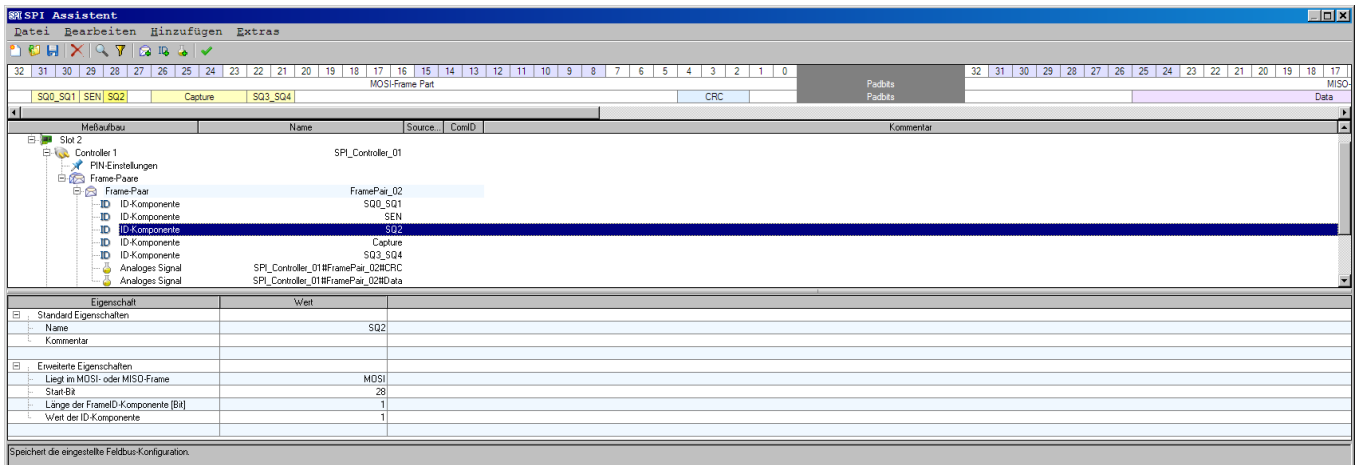 SPI SPI Assistent
Datei Bearbeiten Hinzufügen Extras
32 31 30 29 28 27 26 25 24 23 22 21 20 19 18 17 16 15 14 13 12 11 10 9 8 7 6 5 4 3 2 1 0 32 31 30 29 28 27 26 25 24 23 22 21 20 19 18 17
MOSI-Frame Part Padbits MISO-
SQ0_SQ1 SEN SQ2 Capture SQ3_SQ4 CRC Padbits Data
Meßaufbau Name Source... ComID Kommentar
Slot 2
Controller 1 SPI_Controller_01
PIN-Einstellungen
Frame-Paare
Frame-Paar FramePair_02
ID ID-Komponente SQ0_SQ1
ID ID-Komponente SEN
ID ID-Komponente SQ2
ID ID-Komponente Capture
ID ID-Komponente SQ3_SQ4
Analoges Signal SPI_Controller_01#FramePair_02#CRC
Analoges Signal SPI_Controller_01#FramePair_02#Data
Eigenschaft Wert
Standard Eigenschaften
Name SQ2
Kommentar
Erweiterte Eigenschaften
Liegt im MOSI- oder MISO-Frame MOSI
Start-Bit 28
Länge der FrameID-Komponente [Bit] 1
Wert der ID-Komponente 1
Speichert die eingestellte Feldbus-Konfiguration.